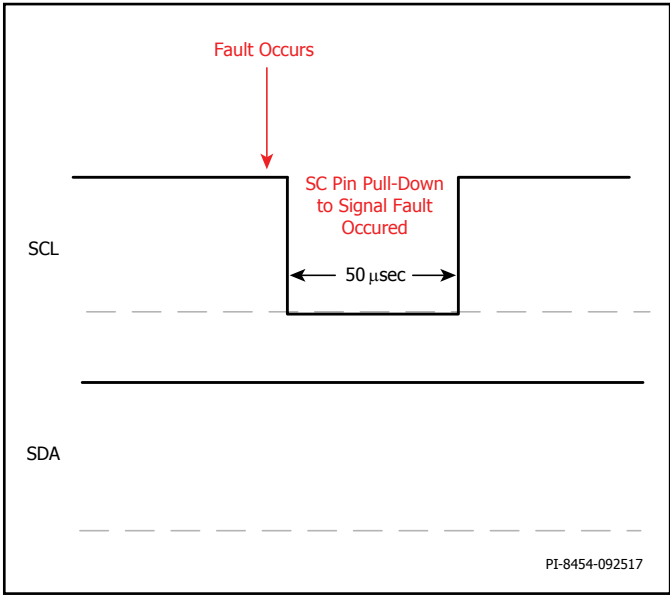 Fault Occurs
SC Pin Pull-Down
to Signal Fault
Occured
SCL
50 µsec
SDA
PI-8454-092517